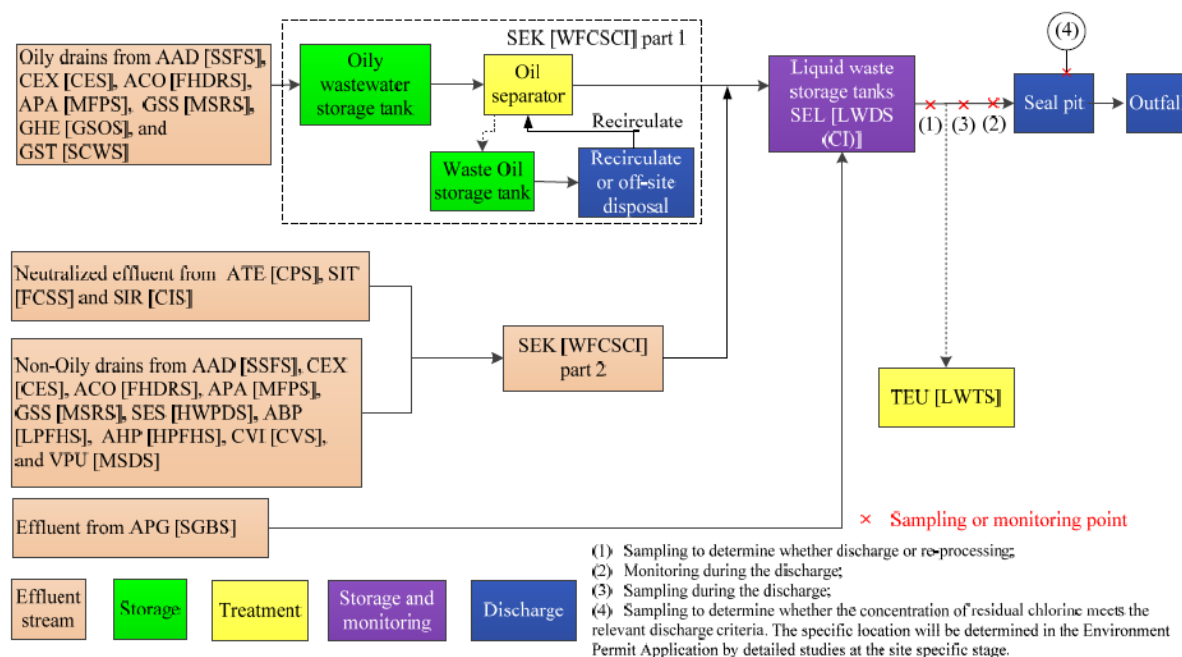 SEK [WFCSCI] part 1
Oily drains from AAD [SSFS],
CEX [CES], ACO [FHDRS],
APA [MFPS], GSS [MSRS],
GHE [GSOS], and
GST [SCWS]
Oily
wastewater
storage tank
Oil
separator
Recirculate
Waste Oil
storage tank
Recirculate
or off-site
disposal
Liquid waste
storage tanks
SEL [LWDS
(CI)]
(1)
(3)
(2)
(4)
Seal pit
Outfall
Neutralized effluent from ATE [CPS], SIT
[FCSS] and SIR [CIS]
SEK [WFCSCI]
part 2
Non-Oily drains from AAD [SSFS], CEX
[CES], ACO [FHDRS], APA [MFPS],
GSS [MSRS], SES [HWPDS], ABP
[LPFHS], AHP [HPFHS], CVI [CVS],
and VPU [MSDS]
TEU [LWTS]
Effluent from APG [SGBS]
× Sampling or monitoring point
(1) Sampling to determine whether discharge or re-processing;
(2) Monitoring during the discharge;
(3) Sampling during the discharge;
(4) Sampling to determine whether the concentration of residual chlorine meets the
relevant discharge criteria. The specific location will be determined in the Environment
Permit Application by detailed studies at the site specific stage.
Effluent
stream
Storage
Treatment
Storage and
monitoring
Discharge